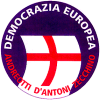 DEMOCRAZIA EUROPEA
ANDREOTTI D'ANTONI ZECCHINO